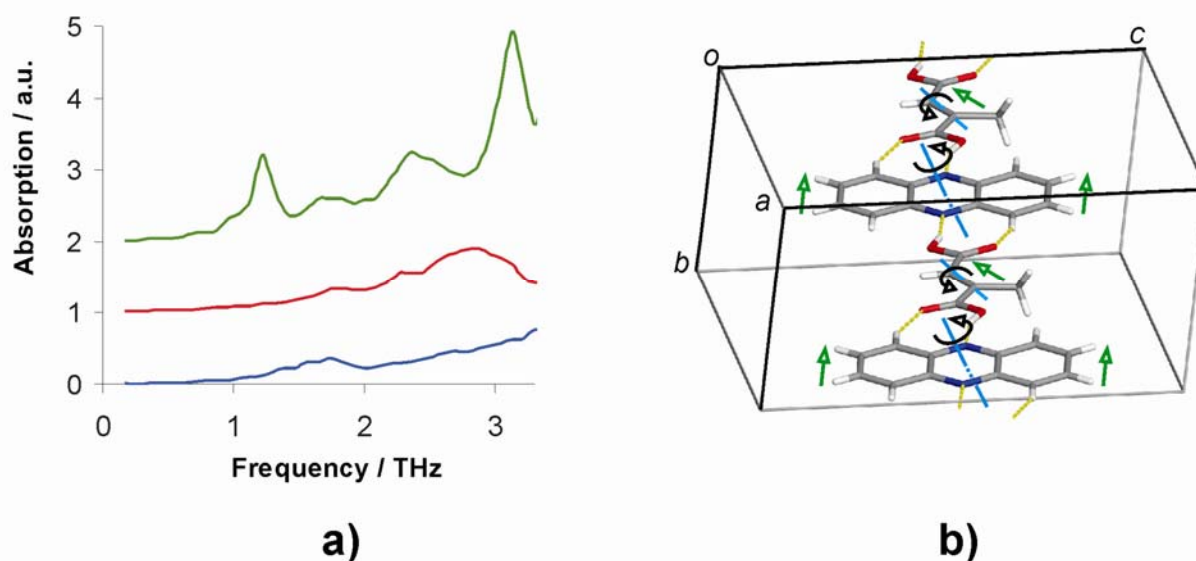 5
4
3
2
1
0
Absorption / a.u.
0 1 2 3
Frequency / THz
a)
o
c
a
b
b)